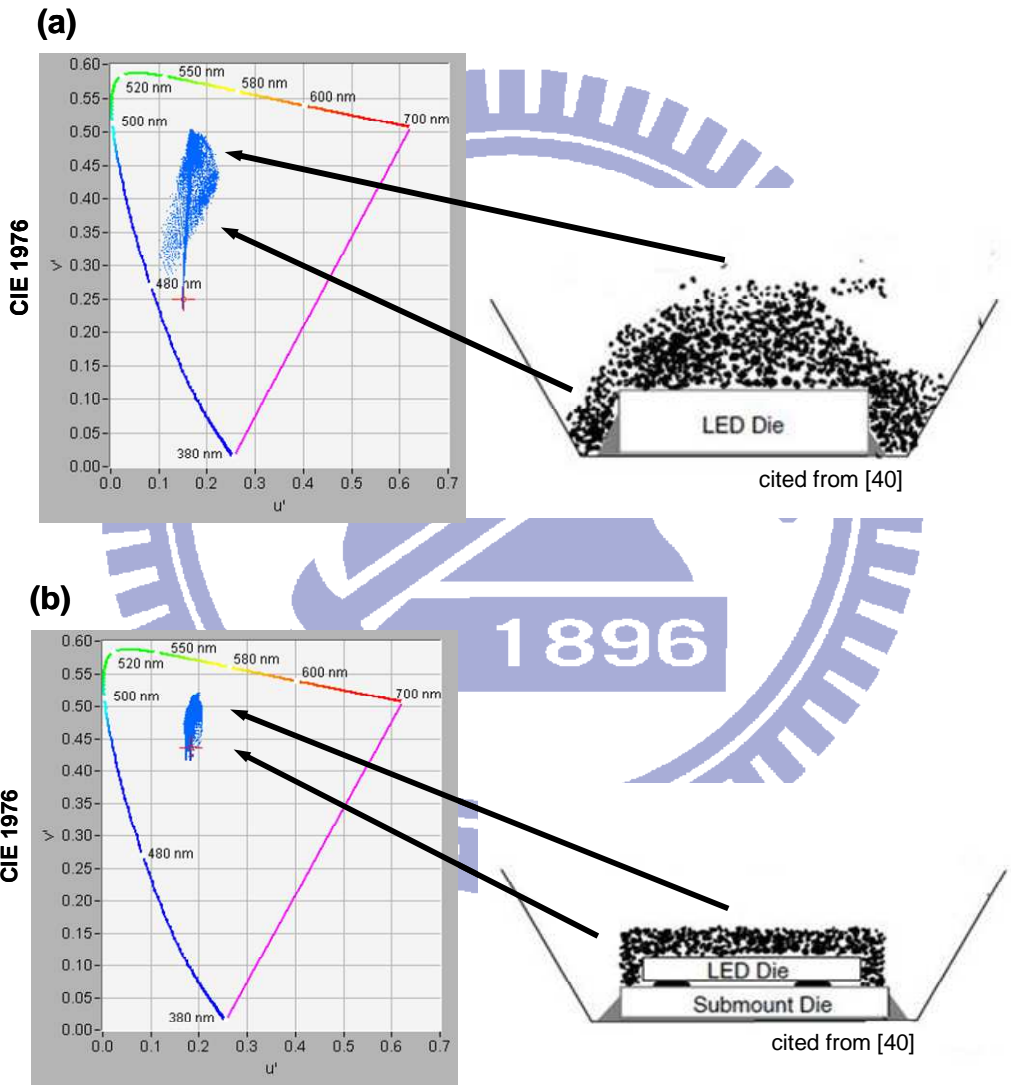 (a)
CIE 1976
v'
0.60
0.55
0.50
0.45
0.40
0.35
0.30
0.25
0.20
0.15
0.10
0.05
0.00
520 nm
550 nm
580 nm
600 nm
700 nm
500 nm
480 nm
380 nm
0.0 0.1 0.2 0.3 0.4 0.5 0.6 0.7
u'
LED Die
cited from [40]
(b)
1896
CIE 1976
v'
0.60
0.55
0.50
0.45
0.40
0.35
0.30
0.25
0.20
0.15
0.10
0.05
0.00
520 nm
550 nm
580 nm
600 nm
700 nm
500 nm
480 nm
380 nm
0.0 0.1 0.2 0.3 0.4 0.5 0.6 0.7
u'
LED Die
Submount Die
cited from [40]